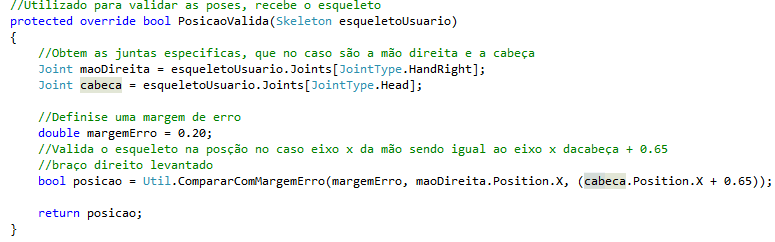 //Utilizado para validar as poses, recebe o esqueleto
protected override bool PosicaoValida(Skeleton esqueletoUsuario)
{
//Obtem as juntas especificas, que no caso são a mão direita e a cabeça
Joint maoDireita = esqueletoUsuario.Joints[JointType.HandRight];
Joint cabeca = esqueletoUsuario.Joints[JointType.Head];
//Definise uma margem de erro
double margemErro = 0.20;
//Valida o esqueleto na posção no caso eixo x da mão sendo igual ao eixo x dacabeça + 0.65
//braço direito levantado
bool posicao = Util.CompararComMargemErro(margemErro, maoDireita.Position.X, (cabeca.Position.X + 0.65));
return posicao;
}